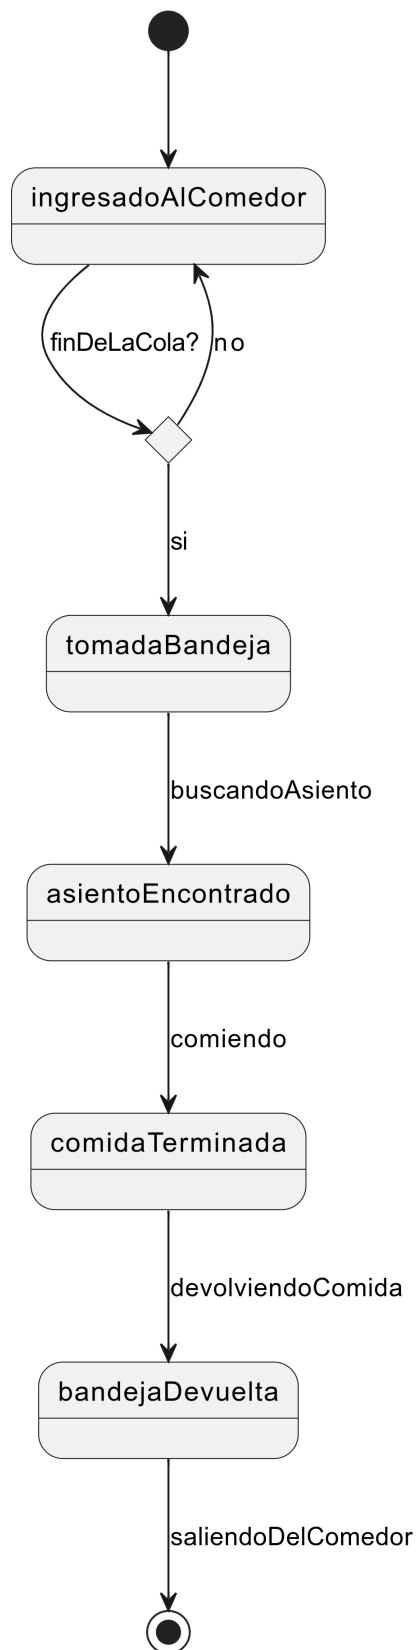 ingresadoAlComedor
finDeLaCola?
no
si
tomadaBandeja
buscandoAsiento
asientoEncontrado
comiendo
comidaTerminada
devolviendoComida
bandejaDevuelta
saliendoDelComedor